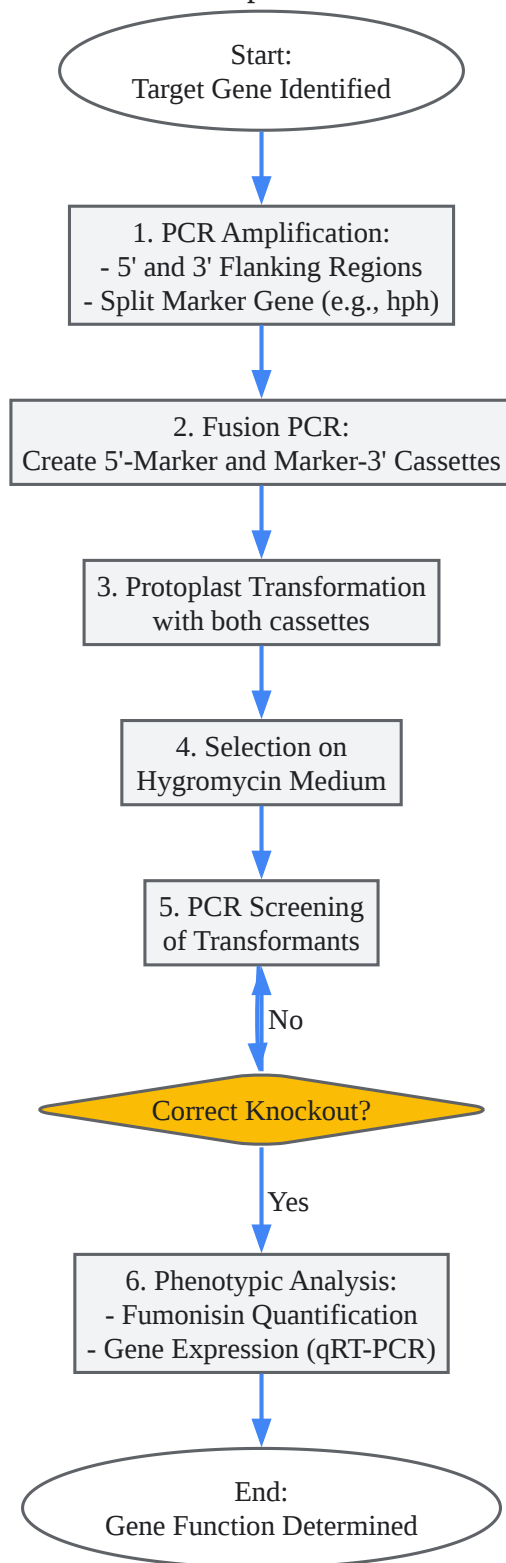 Start:
Target Gene Identified
1. PCR Amplification:
- 5' and 3' Flanking Regions
- Split Marker Gene (e.g., hph)
2. Fusion PCR:
Create 5'-Marker and Marker-3' Cassettes
3. Protoplast Transformation
with both cassettes
4. Selection on
Hygromycin Medium
5. PCR Screening
of Transformants
No
Correct Knockout?
Yes
6. Phenotypic Analysis:
- Fumonisin Quantification
- Gene Expression (qRT-PCR)
End:
Gene Function Determined